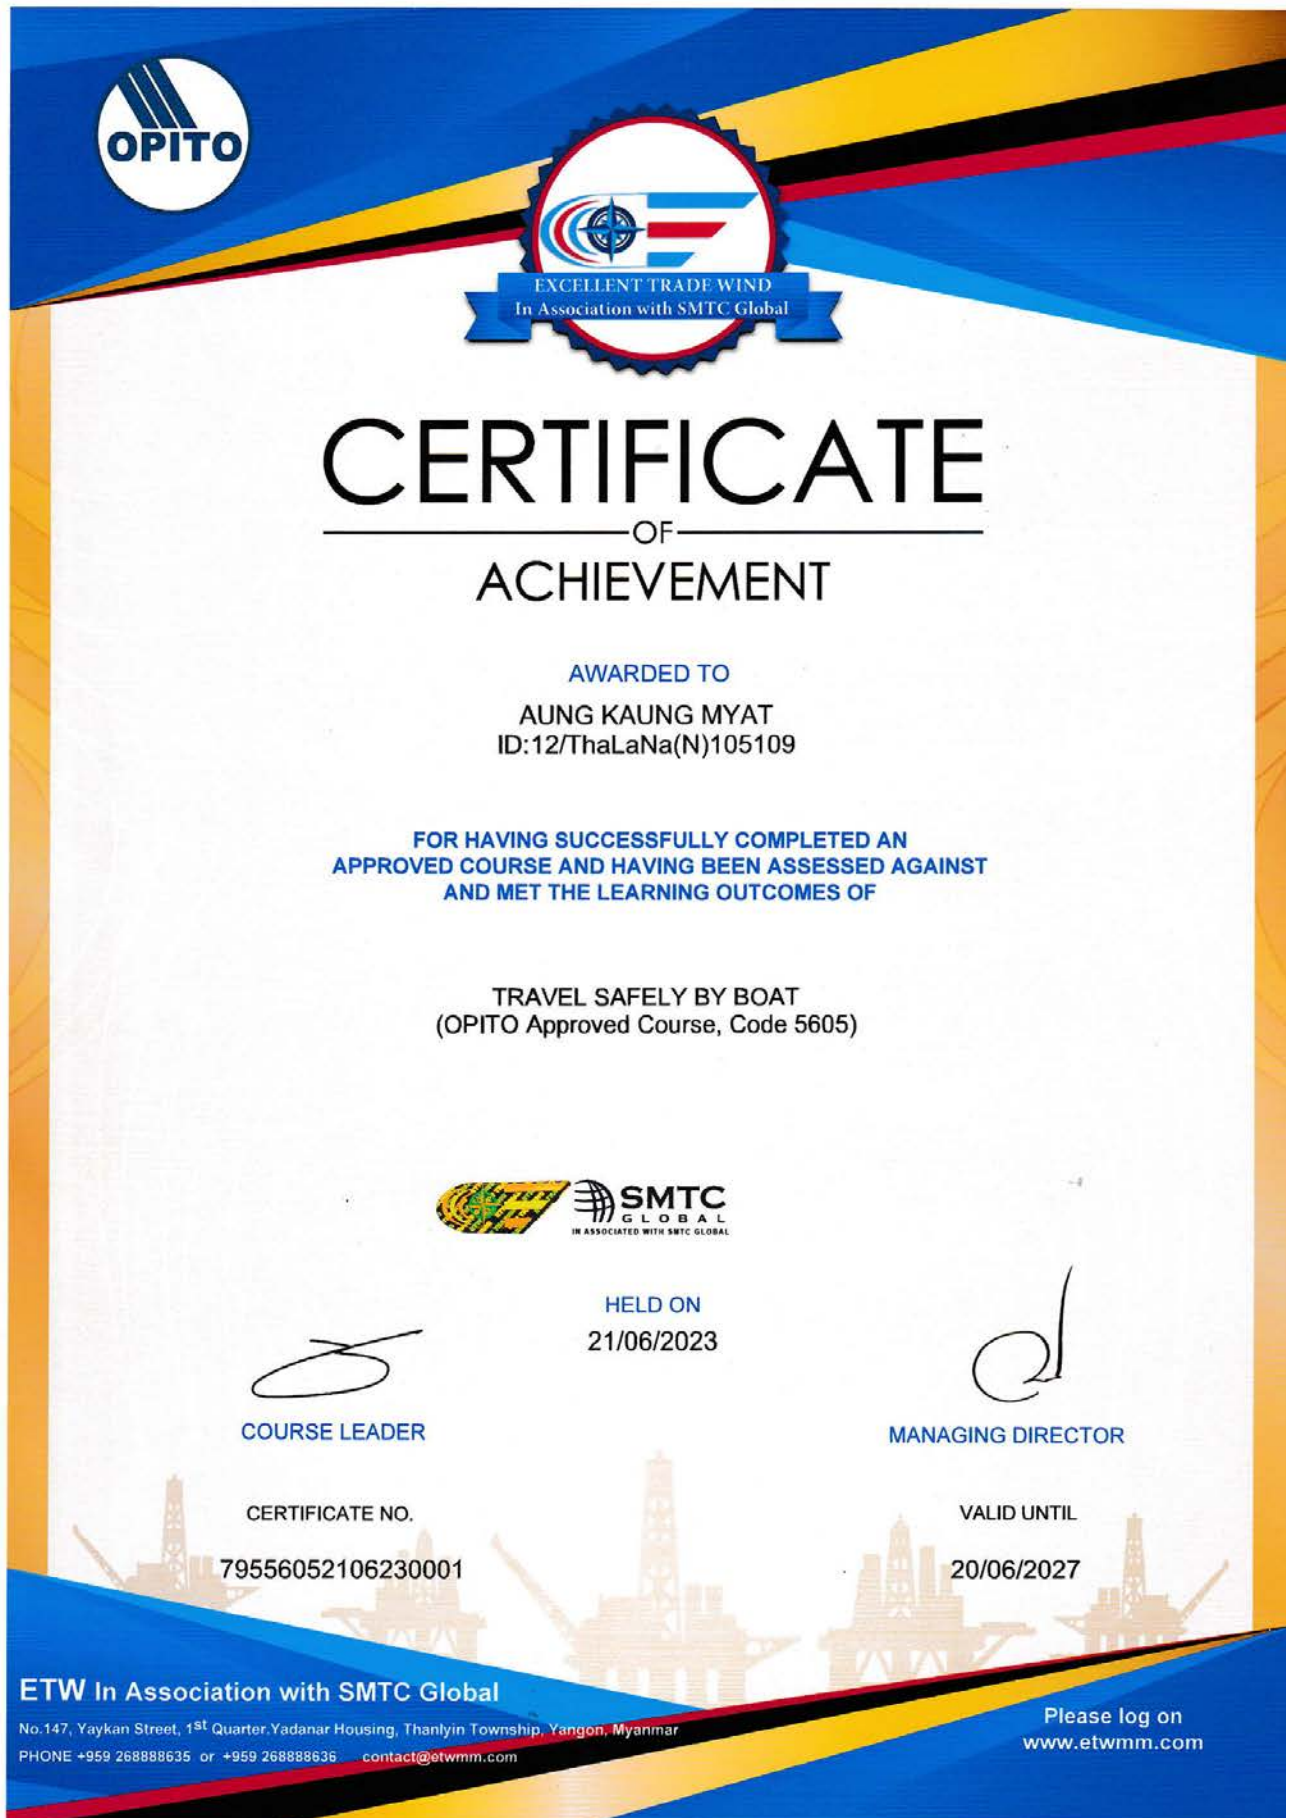 OPITO
EXCELLENT TRADE WIND
In Association with SMTC Global
CERTIFICATE
OF
ACHIEVEMENT
AWARDED TO
AUNG KAUNG MYAT
ID:12/ThaLaNa(N)105109
FOR HAVING SUCCESSFULLY COMPLETED AN
APPROVED COURSE AND HAVING BEEN ASSESSED AGAINST
AND MET THE LEARNING OUTCOMES OF
TRAVEL SAFELY BY BOAT
(OPITO Approved Course, Code 5605)
SMTC
GLOBAL
IN ASSOCIATED WITH SMTC GLOBAL
HELD ON
21/06/2023
COURSE LEADER
MANAGING DIRECTOR
CERTIFICATE NO.
VALID UNTIL
79556052106230001
20/06/2027
ETW In Association with SMTC Global
No.147, Yaykan Street, 1st Quarter.Yadanar Housing, Thanlyin Township, Yangon, Myanmar
PHONE +959 268888635 or +959 268888636 contact@etwmm.com
Please log on
www.etwmm.com